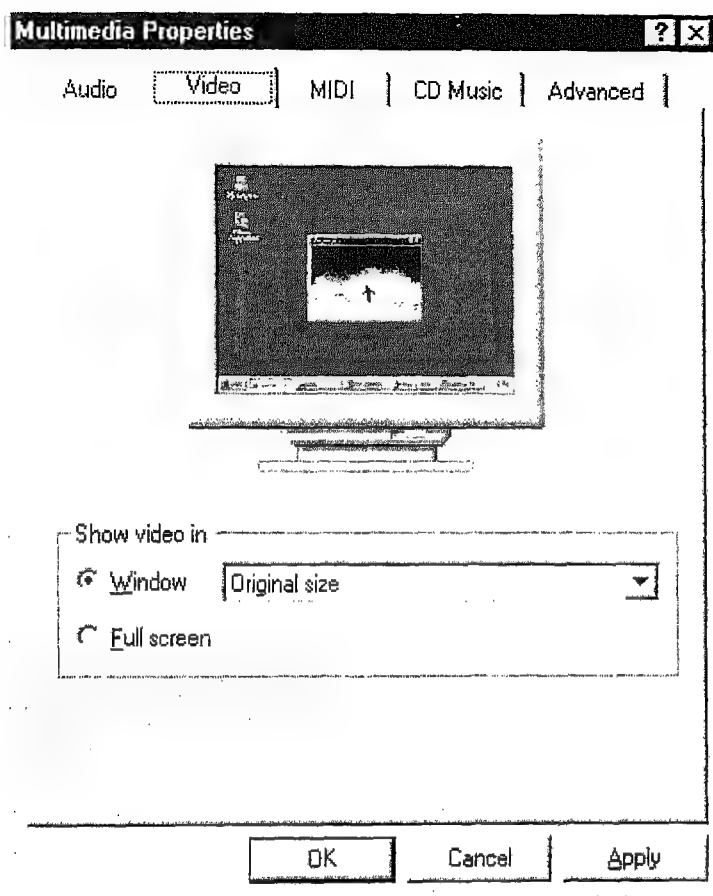 Multimedia Properties ? ×
Audio Video MIDI CD Music Advanced
Show video in
Window Original size
Full screen
OK Cancel Apply